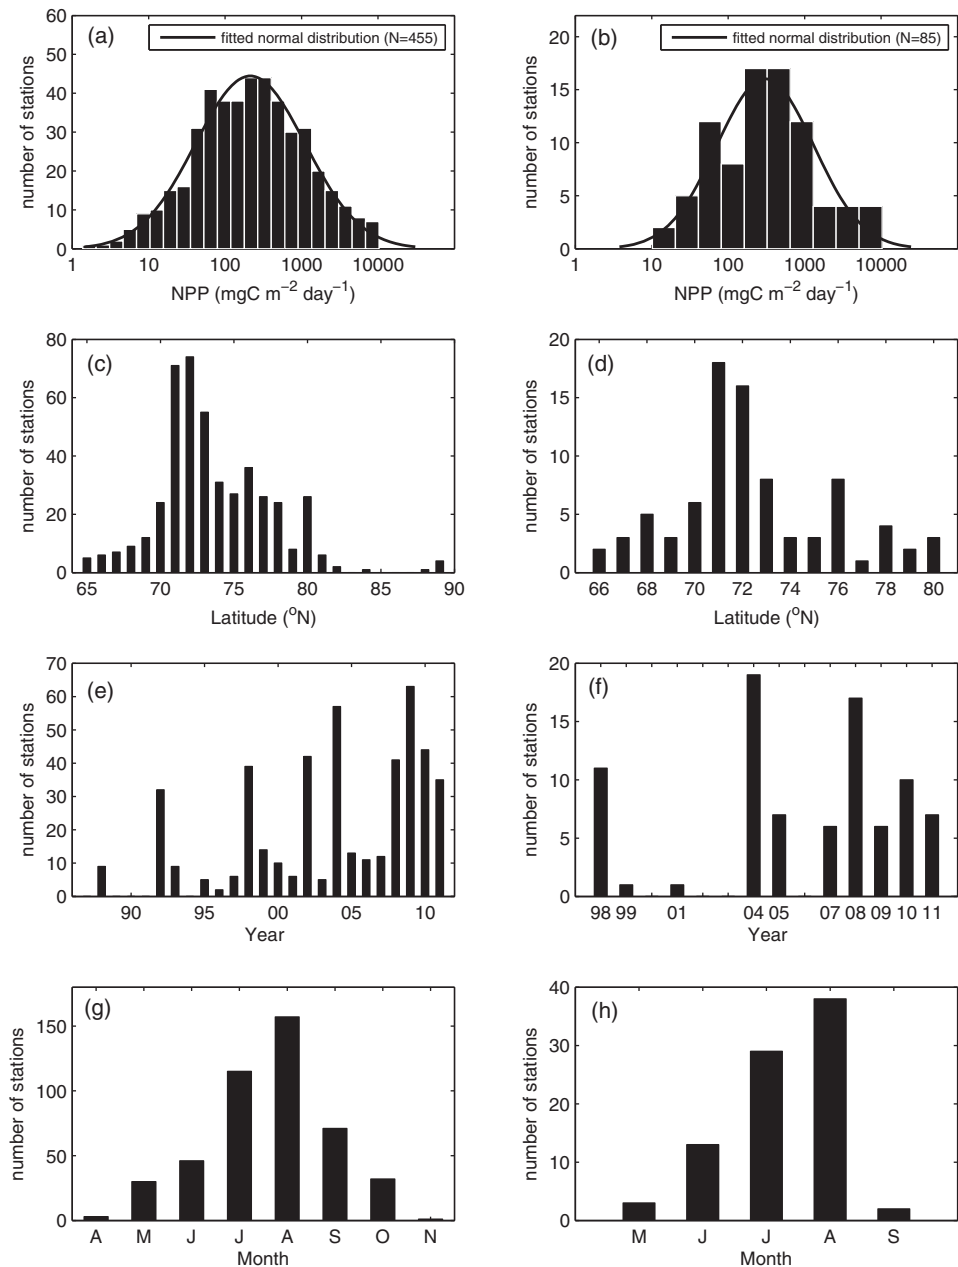 60
50
40
30
20
10
0
(a)
fitted normal distribution (N=455)
number of stations
1 10 100 1000 10000
NPP (mgC m⁻² day⁻¹)
20
15
10
5
0
(b)
fitted normal distribution (N=85)
number of stations
1 10 100 1000 10000
NPP (mgC m⁻² day⁻¹)
80
60
40
20
0
(c)
number of stations
65 70 75 80 85 90
Latitude (°N)
20
15
10
5
0
(d)
number of stations
66 68 70 72 74 76 78 80
Latitude (°N)
70
60
50
40
30
20
10
0
(e)
number of stations
90 95 00 05 10
Year
20
15
10
5
0
(f)
number of stations
98 99 01 04 05 07 08 09 10 11
Year
150
100
50
0
(g)
number of stations
A M J J A S O N
Month
40
30
20
10
0
(h)
number of stations
M J J A S
Month